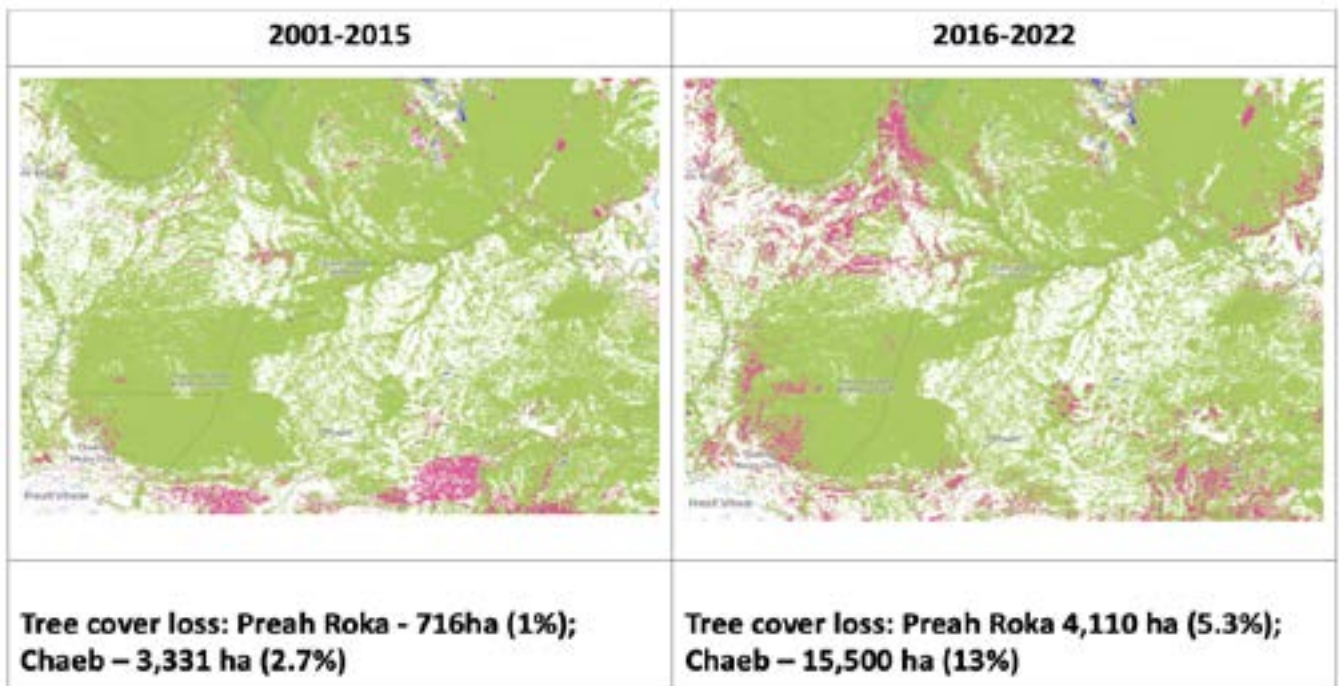 2001-2015
2016-2022
Tree cover loss: Preah Roka - 716ha (1%);
Chaeb – 3,331 ha (2.7%)
Tree cover loss: Preah Roka 4,110 ha (5.3%);
Chaeb – 15,500 ha (13%)